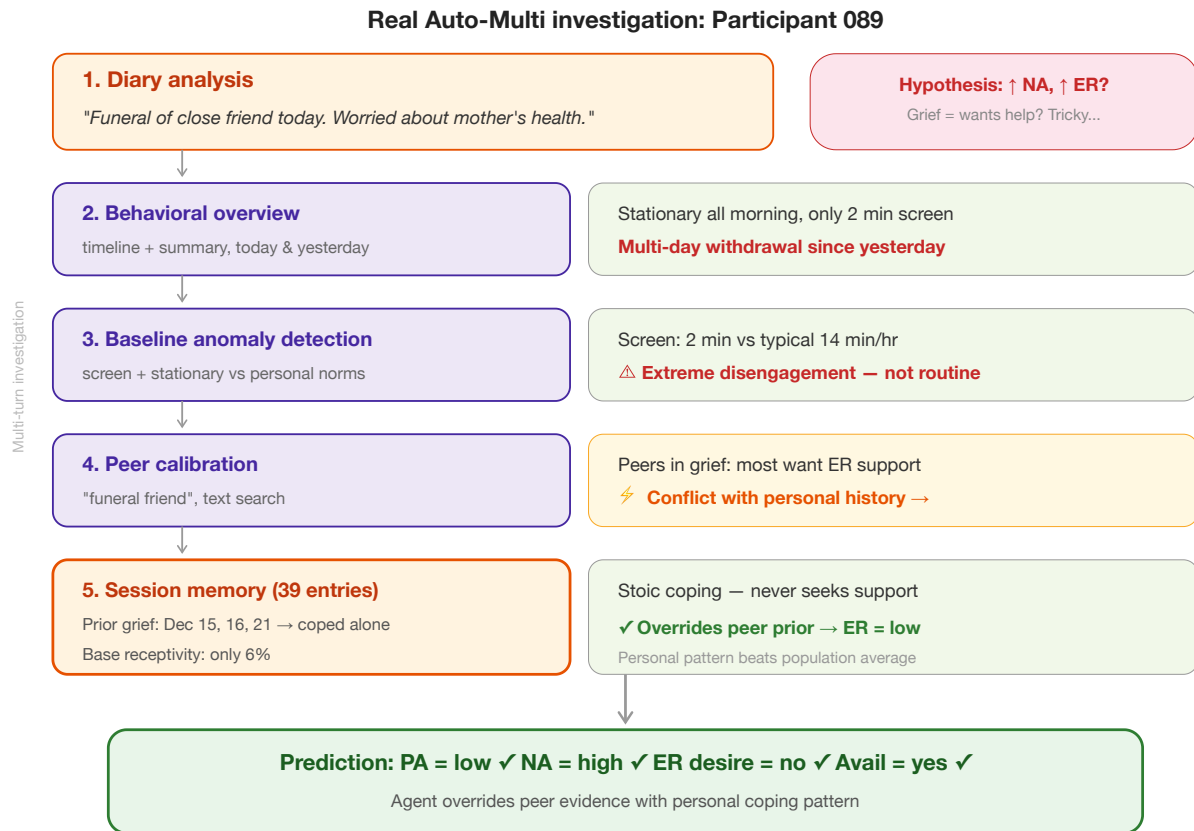 Real Auto-Multi investigation: Participant 089
1. Diary analysis
"Funeral of close friend today. Worried about mother's health."
Hypothesis: ↑ NA, ↑ ER?
Grief = wants help? Tricky...
Multi-turn investigation
2. Behavioral overview
timeline + summary, today & yesterday
Stationary all morning, only 2 min screen
Multi-day withdrawal since yesterday
3. Baseline anomaly detection
screen + stationary vs personal norms
Screen: 2 min vs typical 14 min/hr
⚠ Extreme disengagement — not routine
4. Peer calibration
"funeral friend", text search
Peers in grief: most want ER support
⚡ Conflict with personal history →
5. Session memory (39 entries)
Prior grief: Dec 15, 16, 21 → coped alone
Base receptivity: only 6%
Stoic coping — never seeks support
✓ Overrides peer prior → ER = low
Personal pattern beats population average
Prediction: PA = low ✓ NA = high ✓ ER desire = no ✓ Avail = yes ✓
Agent overrides peer evidence with personal coping pattern